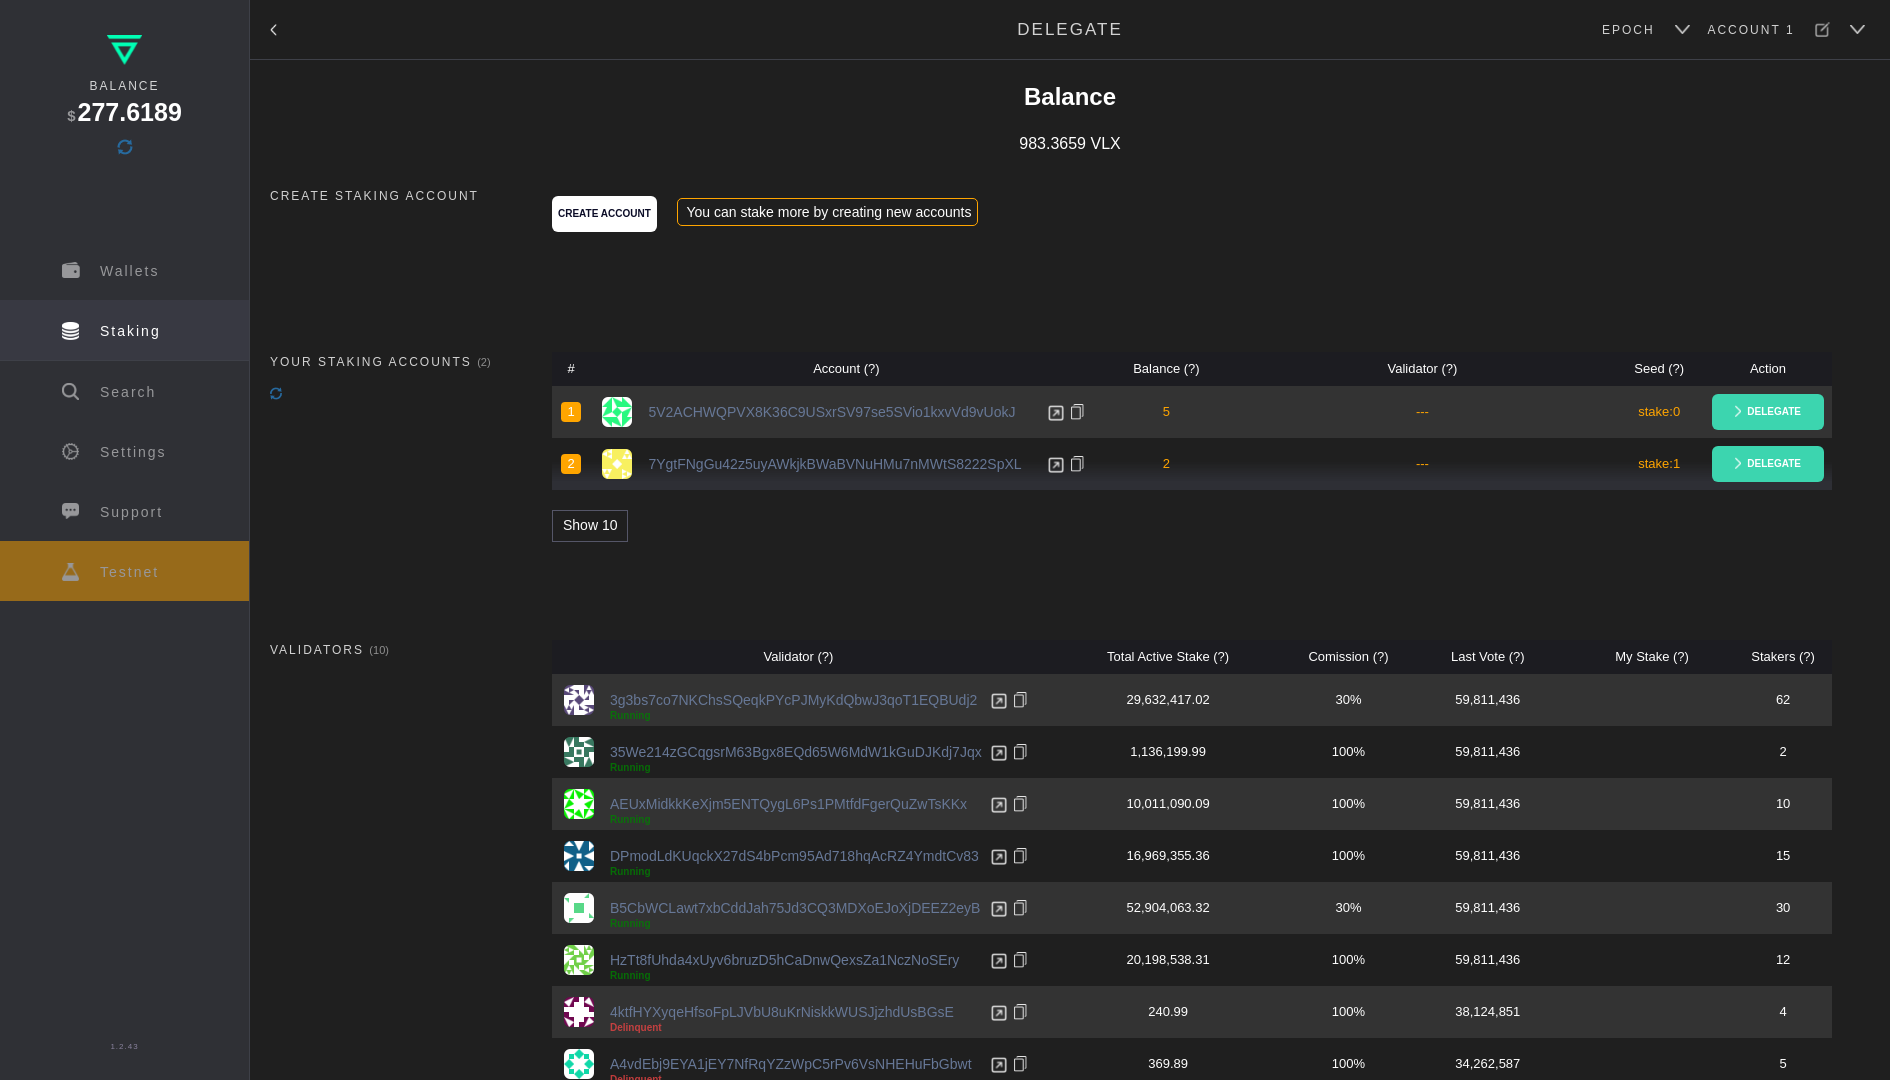 DELEGATE
EPOCH
ACCOUNT 1
BALANCE
$277.6189
Wallets
Staking
Search
Settings
Support
Testnet
1.2.43
Balance
983.3659 VLX
CREATE STAKING ACCOUNT
CREATE ACCOUNT
You can stake more by creating new accounts
YOUR STAKING ACCOUNTS (2)
# Account (?) Balance (?) Validator (?) Seed (?) Action
1 5V2ACHWQPVX8K36C9USxrSV97se5SVio1kxvVd9vUokJ 5 --- stake:0 DELEGATE
2 7YgtFNgGu42z5uyAWkjkBWaBVNuHMu7nMWtS8222SpXL 2 --- stake:1 DELEGATE
Show 10
VALIDATORS (10)
Validator (?) Total Active Stake (?) Comission (?) Last Vote (?) My Stake (?) Stakers (?)
3g3bs7co7NKChsSQeqkPYcPJMyKdQbwJ3qoT1EQBUdj2 29,632,417.02 30% 59,811,436 62
Running
35We214zGCqgsrM63Bgx8EQd65W6MdW1kGuDJKdj7Jqx 1,136,199.99 100% 59,811,436 2
Running
AEUxMidkkKeXjm5ENTQygL6Ps1PMtfdFgerQuZwTsKKx 10,011,090.09 100% 59,811,436 10
Running
DPmodLdKUqckX27dS4bPcm95Ad718hqAcRZ4YmdtCv83 16,969,355.36 100% 59,811,436 15
Running
B5CbWCLawt7xbCddJah75Jd3CQ3MDXoEJoXjDEEZ2eyB 52,904,063.32 30% 59,811,436 30
Running
HzTt8fUhda4xUyv6bruzD5hCaDnwQexsZa1NczNoSEry 20,198,538.31 100% 59,811,436 12
Running
4ktfHYXyqeHfsoFpLJVbU8uKrNiskkWUSJjzhdUsBGsE 240.99 100% 38,124,851 4
Delinquent
A4vdEbj9EYA1jEY7NfRqYZzWpC5rPv6VsNHEHuFbGbwt 369.89 100% 34,262,587 5
Delinquent